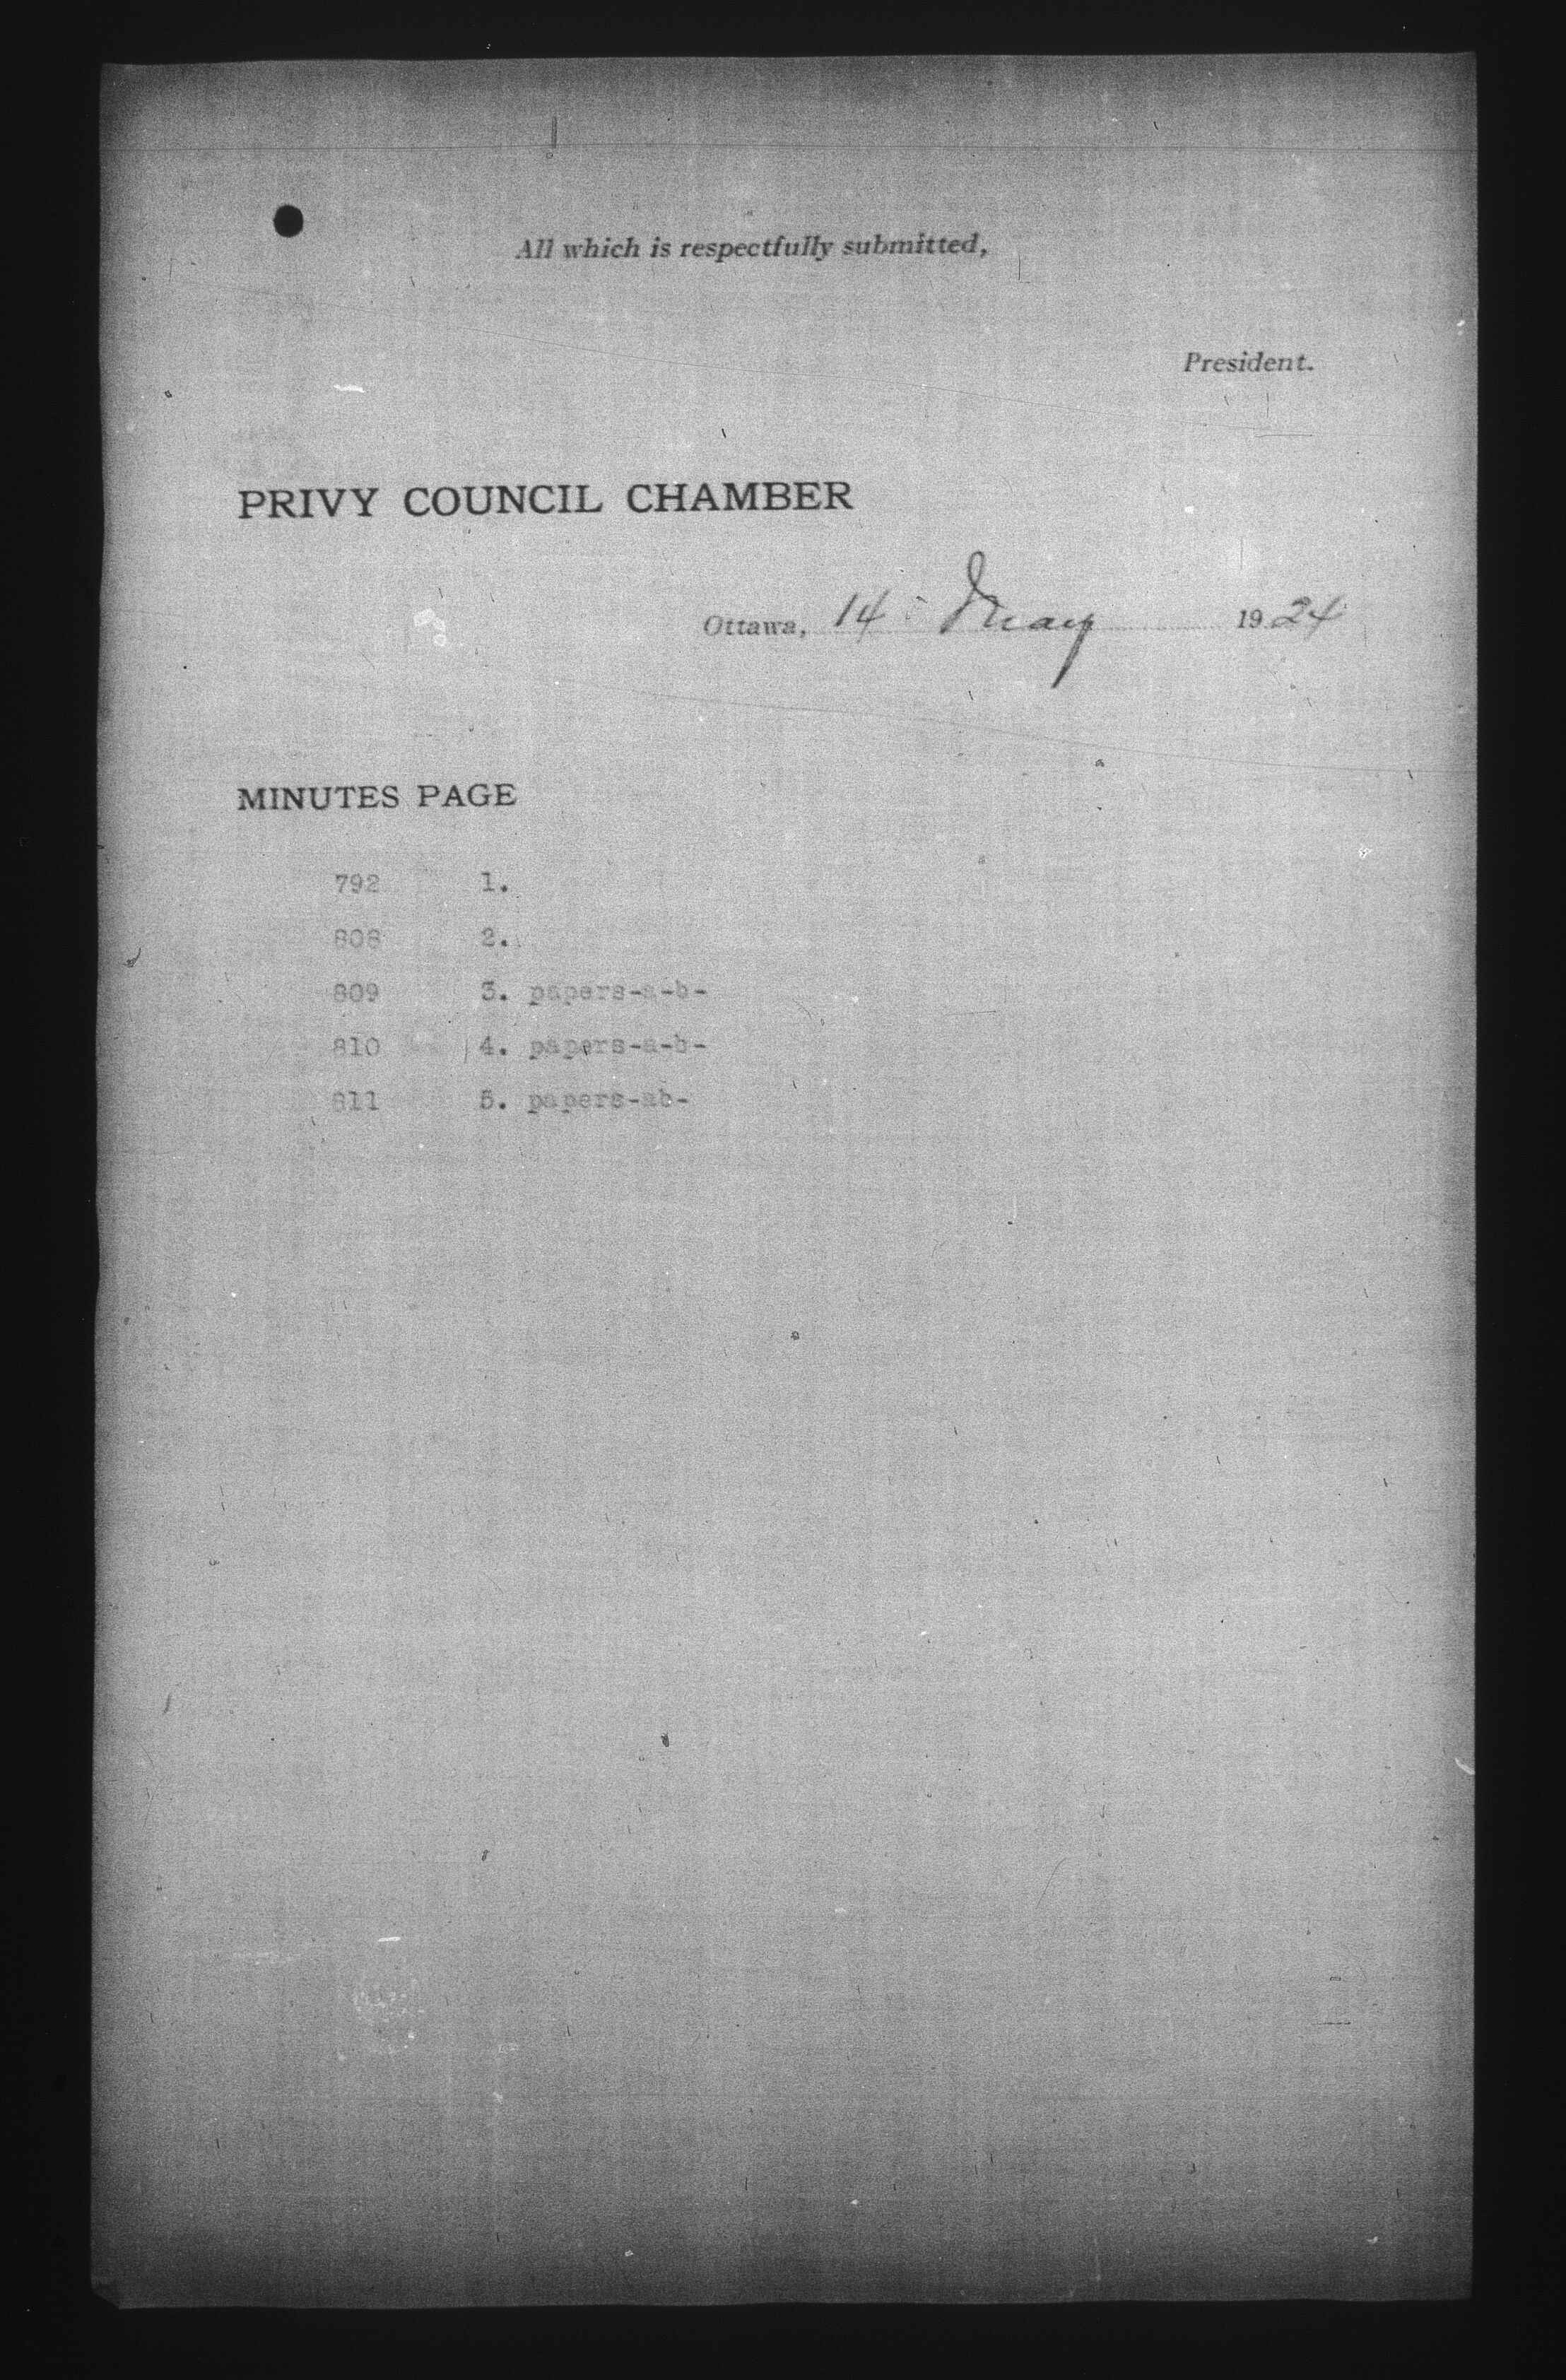 All which is respectfully submitted,
President.
PRIVY COUNCIL CHAMBER
Ottawa, 14 May 1924
MINUTES PAGE
792 1.
808 2.
809 3. papers-a-b-
810 4. papers-a-b-
811 5. papers-ab-